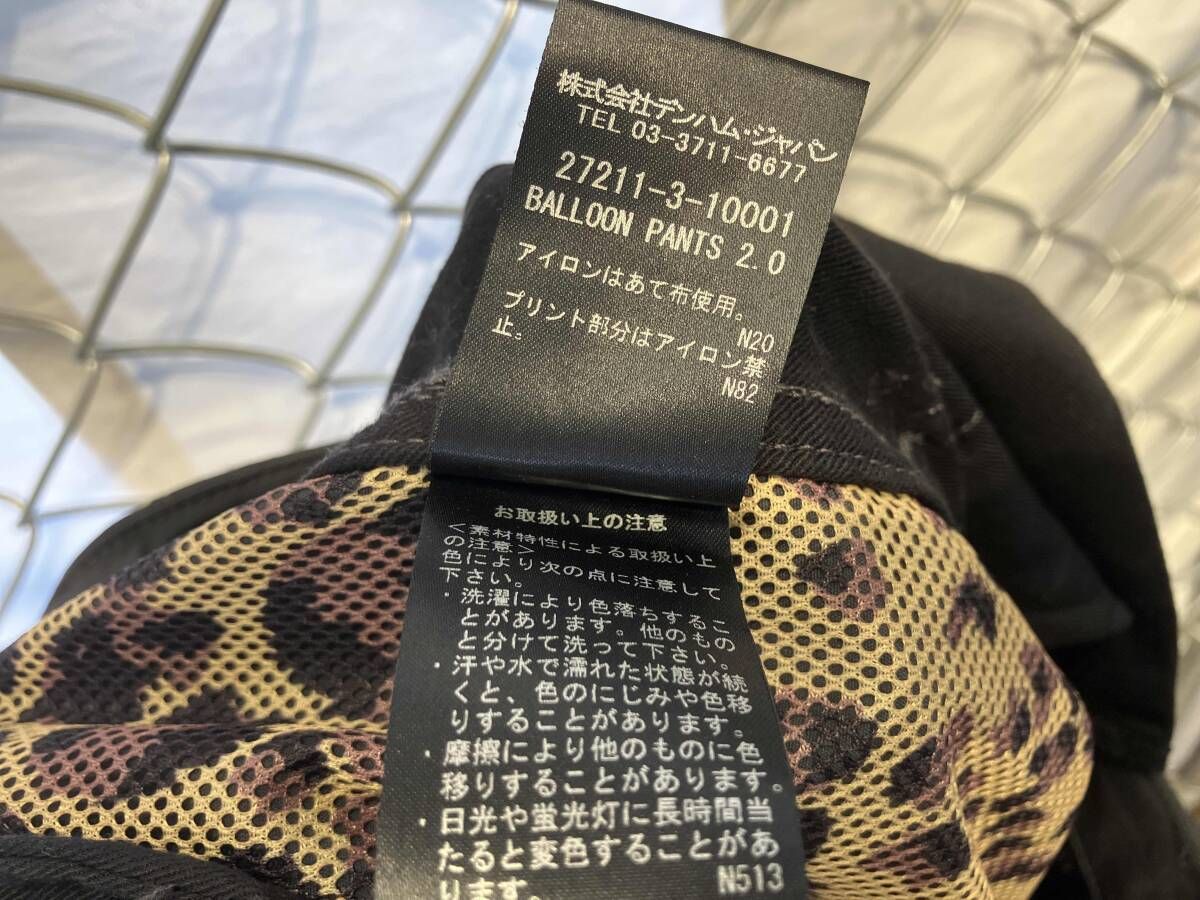 株式会社デンハム・ジャパン
TEL 03-3711-6677
27211-3-10001
BALLOON PANTS 2.0
アイロンはあて布使用。
N20
プリント部分はアイロン禁
止。
N82
お取扱い上の注意
＜素材特性による取扱い上
の注意＞
色により次の点に注意して
下さい。
・洗濯により色落ちするこ
とがあります。他のもの
と分けて洗って下さい。
・汗や水で濡れた状態が続
くと、色のにじみや色移
りすることがあります。
・摩擦により他のものに色
移りすることがあります。
・日光や蛍光灯に長時間当
たると変色することがあ
ります。
N513